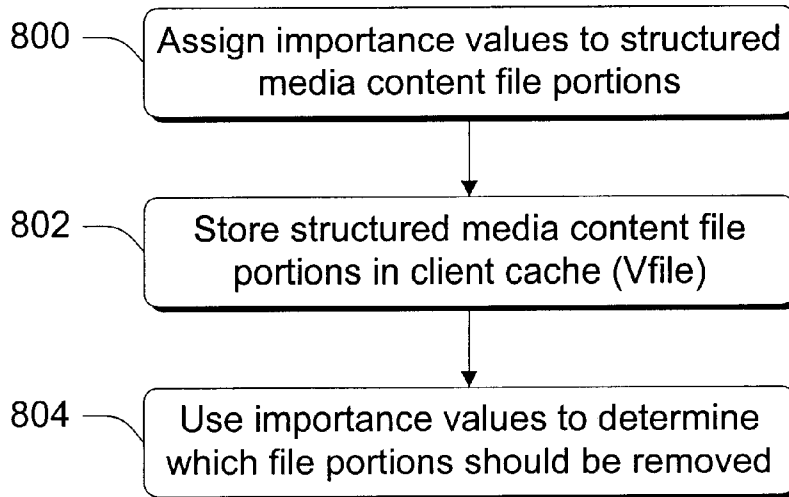 800
Assign importance values to structured
media content file portions
802
Store structured media content file
portions in client cache (Vfile)
804
Use importance values to determine
which file portions should be removed